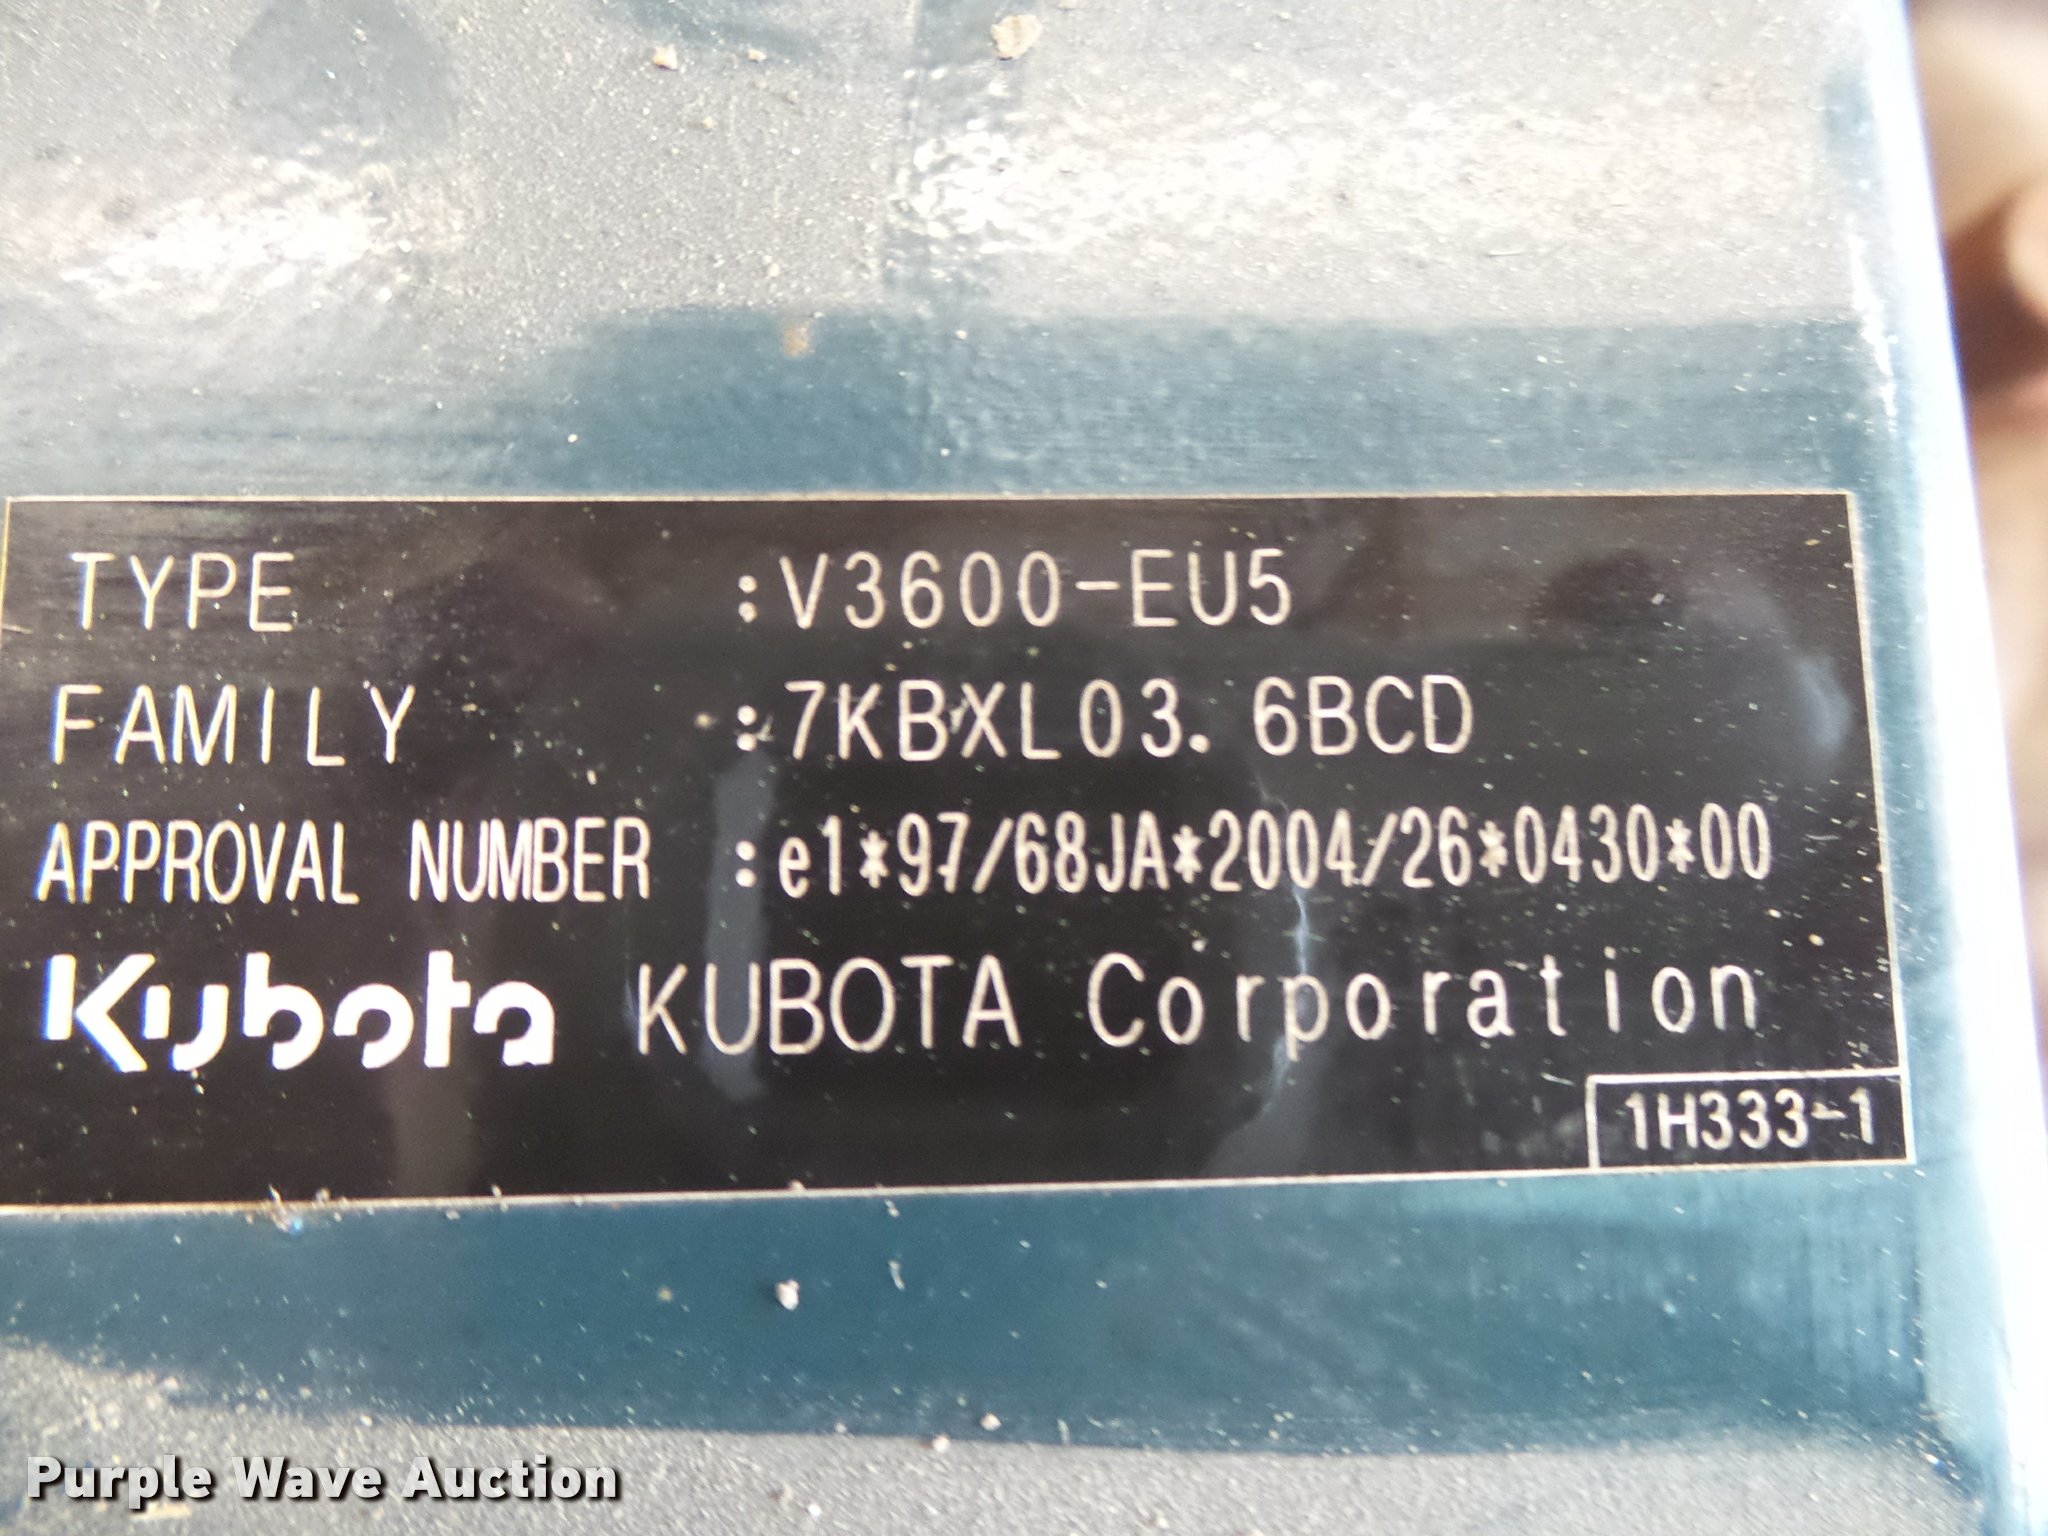 TYPE :V3600-EU5
FAMILY :7KBXL03.6BCD
APPROVAL NUMBER :e1*97/68JA*2004/26*0430*00
Kubota KUBOTA Corporation
1H333-1
Purple Wave Auction